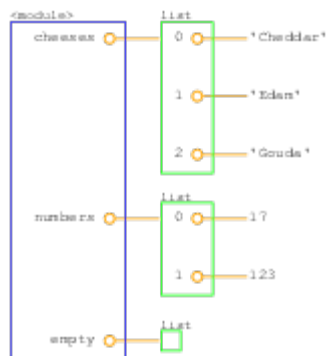 <module> list
cheeses 0 'Cheddar'
1 'Edam'
2 'Gouda'
list
numbers 0 17
1 123
list
empty